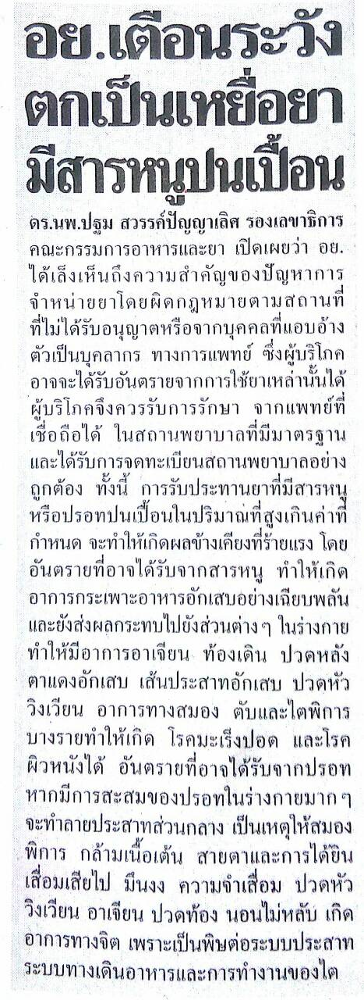 อย.เตือนระวัง
ตกเป็นเหยื่อยา
มีสารหนูปนเปื้อน
ดร.นพ.ปฐม สวรรค์ปัญญาเลิศ รองเลขาธิการ
คณะกรรมการอาหารและยา เปิดเผยว่า อย.
ได้เล็งเห็นถึงความสำคัญของปัญหาการ
จำหน่ายยาโดยผิดกฎหมายตามสถานที่
ที่ไม่ได้รับอนุญาตหรือจากบุคคลที่แอบอ้าง
ตัวเป็นบุคลากร ทางการแพทย์ ซึ่งผู้บริโภค
อาจจะได้รับอันตรายจากการใช้ยาเหล่านั้นได้
ผู้บริโภคจึงควรรับการรักษา จากแพทย์ที่
เชื่อถือได้ ในสถานพยาบาลที่มีมาตรฐาน
และได้รับการจดทะเบียนสถานพยาบาลอย่าง
ถูกต้อง ทั้งนี้ การรับประทานยาที่มีสารหนู
หรือปรอทปนเปื้อนในปริมาณที่สูงเกินค่าที่
กำหนด จะทำให้เกิดผลข้างเคียงที่ร้ายแรง โดย
อันตรายที่อาจได้รับจากสารหนู ทำให้เกิด
อาการกระเพาะอาหารอักเสบอย่างเฉียบพลัน
และยังส่งผลกระทบไปยังส่วนต่างๆ ในร่างกาย
ทำให้มีอาการอาเจียน ท้องเดิน ปวดหลัง
ตาแดงอักเสบ เส้นประสาทอักเสบ ปวดหัว
วิงเวียน อาการทางสมอง ตับและไตพิการ
บางรายทำให้เกิด โรคมะเร็งปอด และโรค
ผิวหนังได้ อันตรายที่อาจได้รับจากปรอท
หากมีการสะสมของปรอทในร่างกายมากๆ
จะทำลายประสาทส่วนกลาง เป็นเหตุให้สมอง
พิการ กล้ามเนื้อเต้น สายตาและการได้ยิน
เสื่อมเสียไป มึนงง ความจำเสื่อม ปวดหัว
วิงเวียน อาเจียน ปวดท้อง นอนไม่หลับ เกิด
อาการทางจิต เพราะเป็นพิษต่อระบบประสาท
ระบบทางเดินอาหารและการทำงานของไต